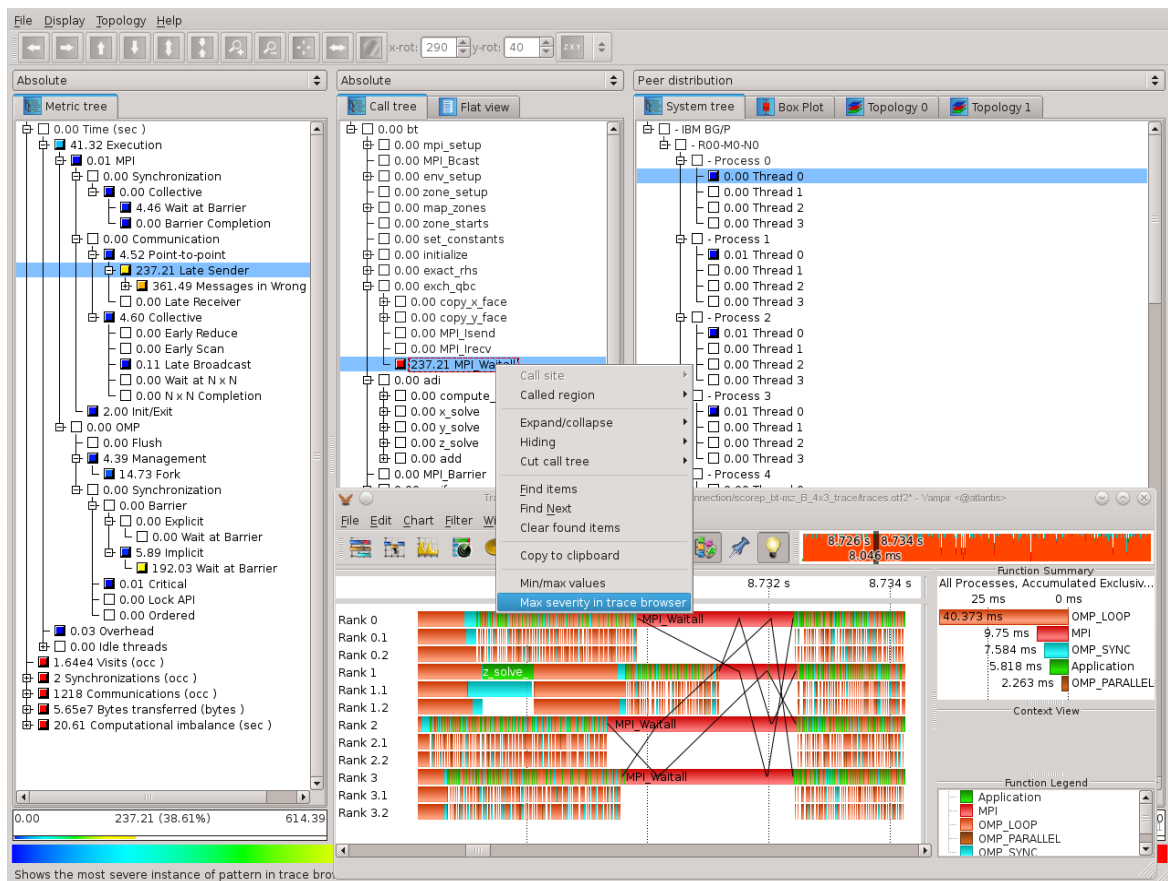 File Display Topology Help
x-rot: 290 y-rot: 40
Absolute
Metric tree
0.00 Time (sec )
41.32 Execution
0.01 MPI
0.00 Synchronization
0.00 Collective
4.46 Wait at Barrier
0.00 Barrier Completion
0.00 Communication
4.52 Point-to-point
237.21 Late Sender
361.49 Messages in Wrong
0.00 Late Receiver
4.60 Collective
0.00 Early Reduce
0.00 Early Scan
0.11 Late Broadcast
0.00 Wait at N x N
0.00 N x N Completion
2.00 Init/Exit
0.00 OMP
0.00 Flush
4.39 Management
14.73 Fork
0.00 Synchronization
0.00 Barrier
0.00 Explicit
0.00 Wait at Barrier
5.89 Implicit
192.03 Wait at Barrier
0.01 Critical
0.00 Lock API
0.00 Ordered
0.03 Overhead
0.00 Idle threads
1.64e4 Visits (occ )
2 Synchronizations (occ )
1218 Communications (occ )
5.65e7 Bytes transferred (bytes )
20.61 Computational imbalance (sec )
0.00 237.21 (38.61%) 614.39
Shows the most severe instance of pattern in trace brow
Absolute
Call tree Flat view
0.00 bt
0.00 mpi_setup
0.00 MPI_Bcast
0.00 env_setup
0.00 zone_setup
0.00 map_zones
0.00 zone_starts
0.00 set_constants
0.00 initialize
0.00 exact_rhs
0.00 exch_qbc
0.00 copy_x_face
0.00 copy_y_face
0.00 MPI_Isend
0.00 MPI_Irecv
237.21 MPI_Waitall
0.00 adi
0.00 compute_
0.00 x_solve
0.00 y_solve
0.00 z_solve
0.00 add
0.00 MPI_Barrier
Peer distribution
System tree Box Plot Topology 0 Topology 1
- IBM BG/P
- R00-M0-N0
- Process 0
0.00 Thread 0
0.00 Thread 1
0.00 Thread 2
0.00 Thread 3
- Process 1
0.01 Thread 0
0.00 Thread 1
0.00 Thread 2
0.00 Thread 3
- Process 2
0.01 Thread 0
0.00 Thread 1
0.00 Thread 2
0.00 Thread 3
- Process 3
0.01 Thread 0
0.00 Thread 1
0.00 Thread 2
0.00 Thread 3
- Process 4
Call site
Called region
Expand/collapse
Hiding
Cut call tree
Find items
Find Next
Clear found items
Copy to clipboard
Min/max values
Max severity in trace browser
Tra nnection/scorep_bt-mz_B_4x3_trace/traces.otf2* - Vampir <@atlantis>
File Edit Chart Filter Wi
8.726 s 8.734 s
8.046 ms
8.732 s 8.734 s
Rank 0 MPI_Waitall
Rank 0.1
Rank 0.2
Rank 1 z_solve_
Rank 1.1
Rank 1.2
Rank 2 MPI_Waitall
Rank 2.1
Rank 2.2
Rank 3 MPI_Waitall
Rank 3.1
Rank 3.2
Function Summary
All Processes, Accumulated Exclusiv...
25 ms 0 ms
40.373 ms OMP_LOOP
9.75 ms MPI
7.584 ms OMP_SYNC
5.818 ms Application
2.263 ms OMP_PARALLEL
Context View
Function Legend
Application
MPI
OMP_LOOP
OMP_PARALLEL
OMP_SYNC